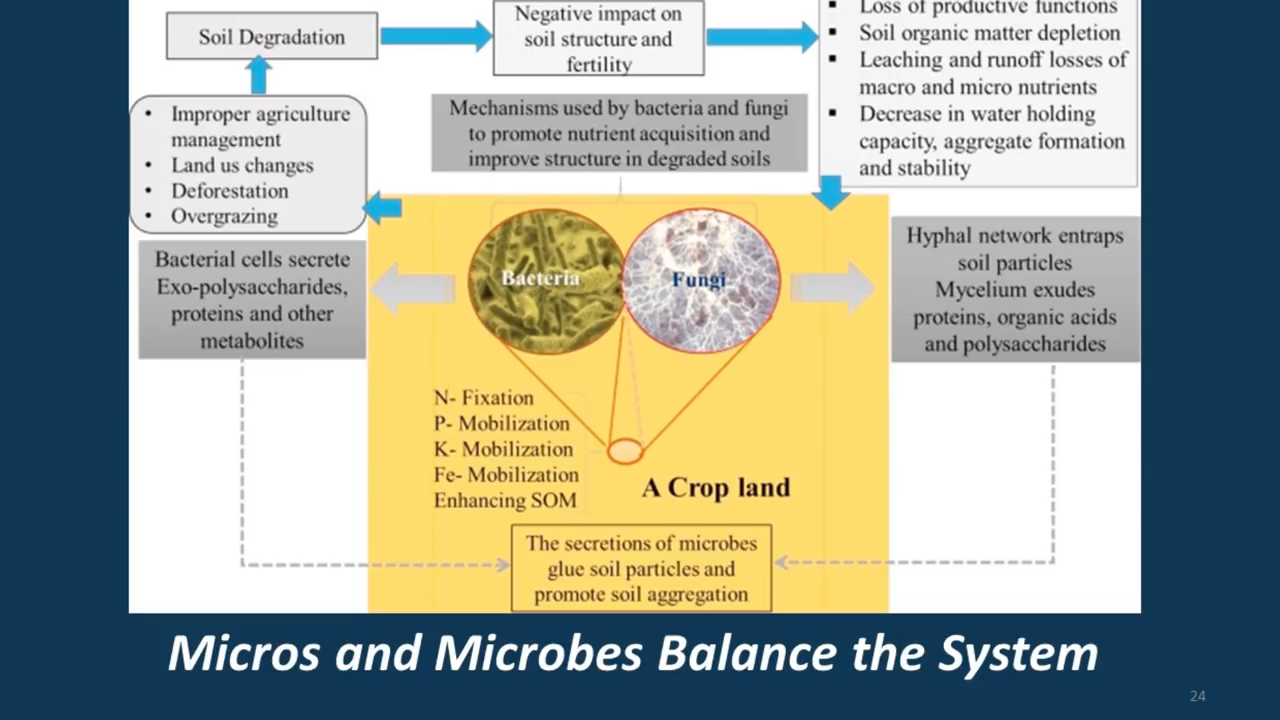 Soil Degradation
Negative impact on
soil structure and
fertility
▪ Loss of productive functions
▪ Soil organic matter depletion
▪ Leaching and runoff losses of
macro and micro nutrients
▪ Decrease in water holding
capacity, aggregate formation
and stability
• Improper agriculture
management
• Land us changes
• Deforestation
• Overgrazing
Mechanisms used by bacteria and fungi
to promote nutrient acquisition and
improve structure in degraded soils
Bacterial cells secrete
Exo-polysaccharides,
proteins and other
metabolites
Bacteria
Fungi
Hyphal network entraps
soil particles
Mycelium exudes
proteins, organic acids
and polysaccharides
N- Fixation
P- Mobilization
K- Mobilization
Fe- Mobilization
Enhancing SOM
A Crop land
The secretions of microbes
glue soil particles and
promote soil aggregation
Micros and Microbes Balance the System
24